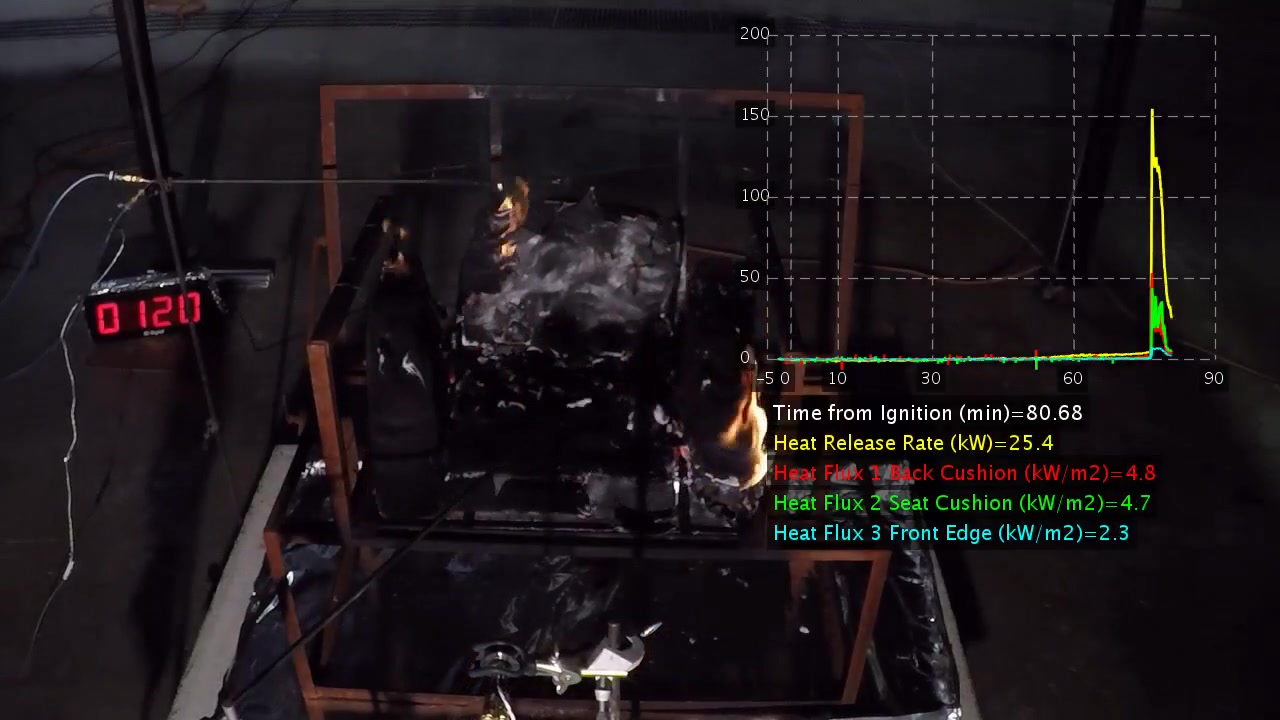 200
150
100
50
0
-5 0 10 30 60 90
0120
Time from Ignition (min)=80.68
Heat Release Rate (kW)=25.4
Heat Flux 1 Back Cushion (kW/m2)=4.8
Heat Flux 2 Seat Cushion (kW/m2)=4.7
Heat Flux 3 Front Edge (kW/m2)=2.3